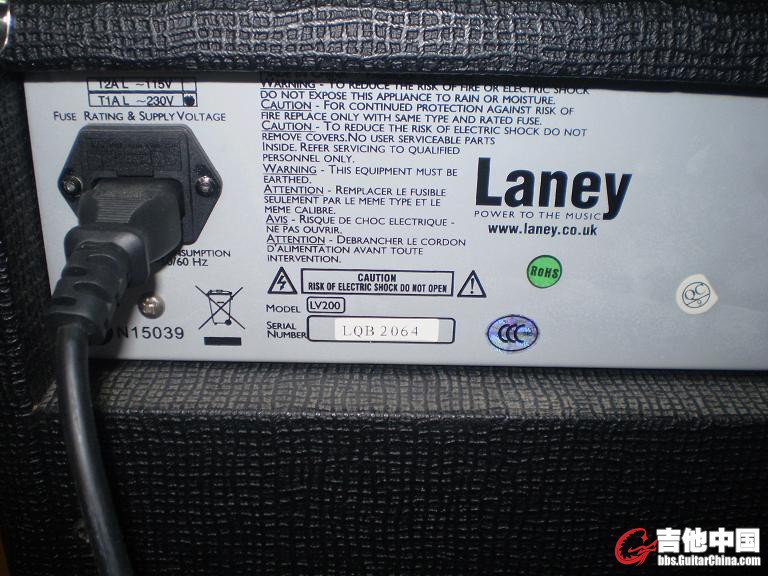 T2A L ~115V
T1A L ~230V
FUSE RATING & SUPPLY VOLTAGE
WARNING - TO REDUCE THE RISK OF FIRE OR ELECTRIC SHOCK
DO NOT EXPOSE THIS APPLIANCE TO RAIN OR MOISTURE.
CAUTION - FOR CONTINUED PROTECTION AGAINST RISK OF
FIRE REPLACE ONLY WITH SAME TYPE AND RATED FUSE.
CAUTION - TO REDUCE THE RISK OF ELECTRIC SHOCK DO NOT
REMOVE COVERS.NO USER SERVICEABLE PARTS
INSIDE. REFER SERVICING TO QUALIFIED
PERSONNEL ONLY.
WARNING - THIS EQUIPMENT MUST BE
EARTHED.
ATTENTION - REMPLACER LE FUSIBLE
SEULEMENT PAR LE MEME TYPE ET LE
MEME CALIBRE.
AVIS - RISQUE DE CHOC ELECTRIQUE -
NE PAS OUVRIR.
ATTENTION - DEBRANCHER LE CORDON
D'ALIMENTATION AVANT TOUTE
INTERVENTION.
Laney
POWER TO THE MUSIC
www.laney.co.uk
NSUMPTION
/60 HZ
N15039
CAUTION
RISK OF ELECTRIC SHOCK DO NOT OPEN
MODEL LV200
SERIAL
NUMBER LQB 2064
RoHS
QC
CCC
吉他中国
bbs.GuitarChina.com